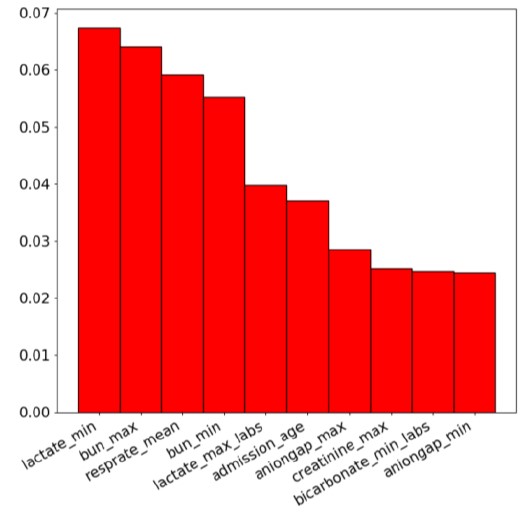 0.07
0.06
0.05
0.04
0.03
0.02
0.01
0.00
lactate_min
bun_max
resprate_mean
bun_min
lactate_max_labs
admission_age
aniongap_max
creatinine_max
bicarbonate_min_labs
aniongap_min